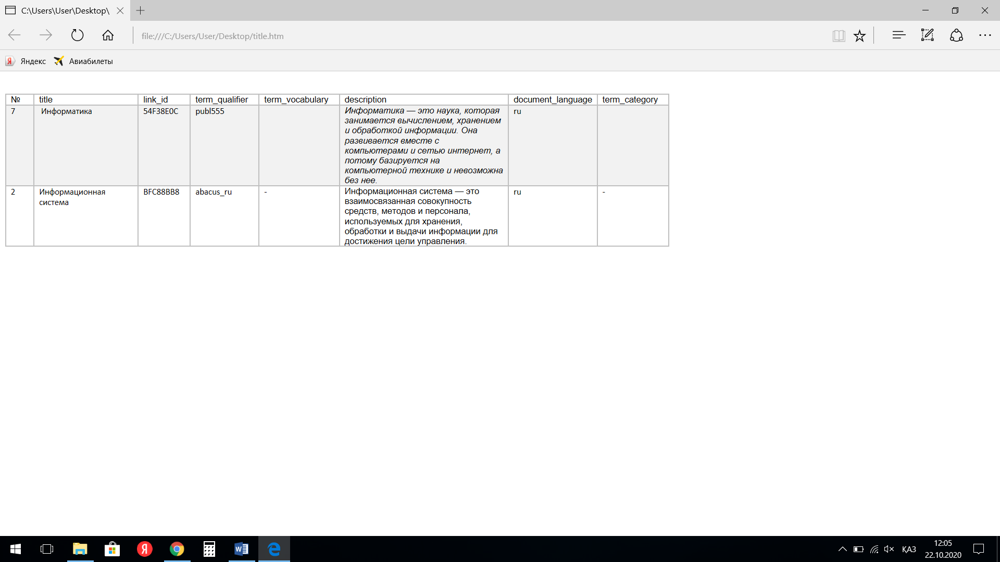 C:\Users\User\Desktop\
file:///C:/Users/User/Desktop/title.htm
Яндекс Авиабилеты
№ title link_id term_qualifier term_vocabulary description document_language term_category
7 Информатика 54F38E0C publ555 Информатика — это наука, которая ru
занимается вычислением, хранением
и обработкой информации. Она
развивается вместе с
компьютерами и сетью интернет, а
потому базируется на
компьютерной технике и невозможна
без нее.
2 Информационная BFC88BB8 abacus_ru - Информационная система — это ru -
система взаимосвязанная совокупность
средств, методов и персонала,
используемых для хранения,
обработки и выдачи информации для
достижения цели управления.
ҚАЗ
12:05
22.10.2020